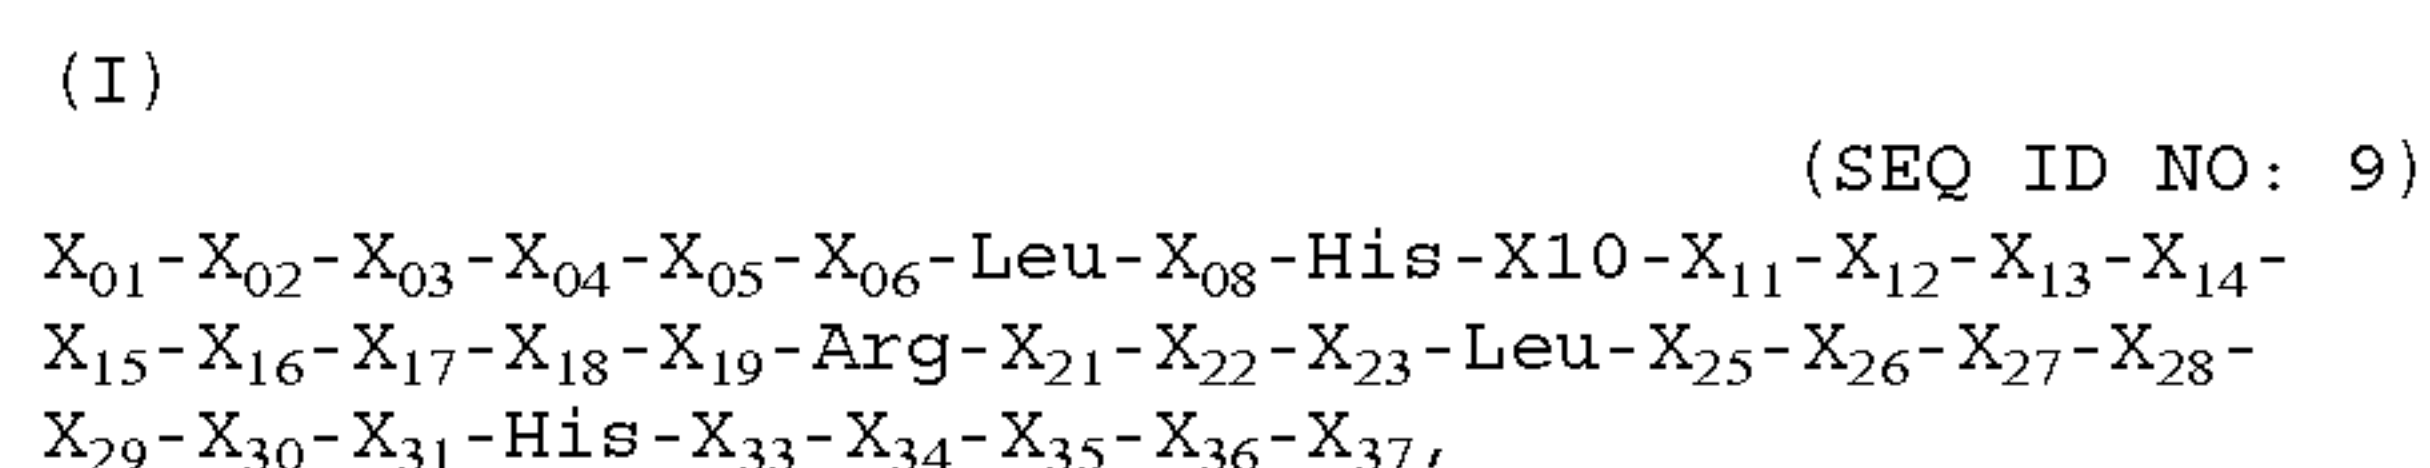 (I)
(SEQ ID NO: 9)
X₀₁-X₀₂-X₀₃-X₀₄-X₀₅-X₀₆-Leu-X₀₈-His-X10-X₁₁-X₁₂-X₁₃-X₁₄-
X₁₅-X₁₆-X₁₇-X₁₈-X₁₉-Arg-X₂₁-X₂₂-X₂₃-Leu-X₂₅-X₂₆-X₂₇-X₂₈-
X₂₉-X₃₀-X₃₁-His-X₃₃-X₃₄-X₃₅-X₃₆-X₃₇,